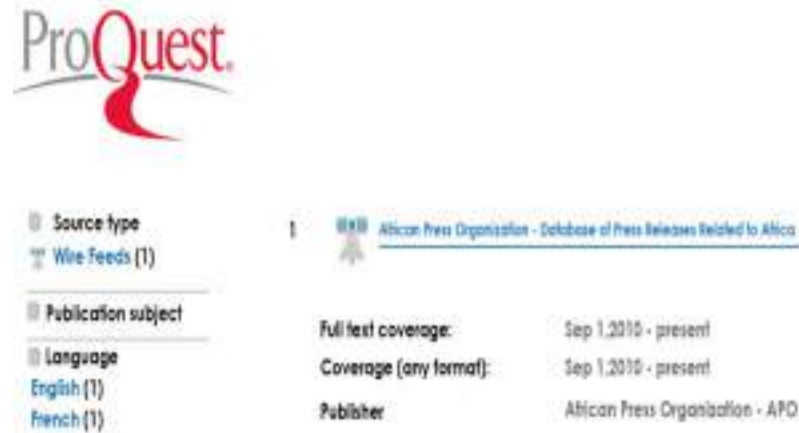 ProQuest.
Source type
Wire Feeds (1)
Publication subject
Language
English (1)
French (1)
1 African Press Organization - Database of Press Releases Related to Africa
Full text coverage: Sep 1,2010 - present
Coverage (any format): Sep 1,2010 - present
Publisher African Press Organization - APO